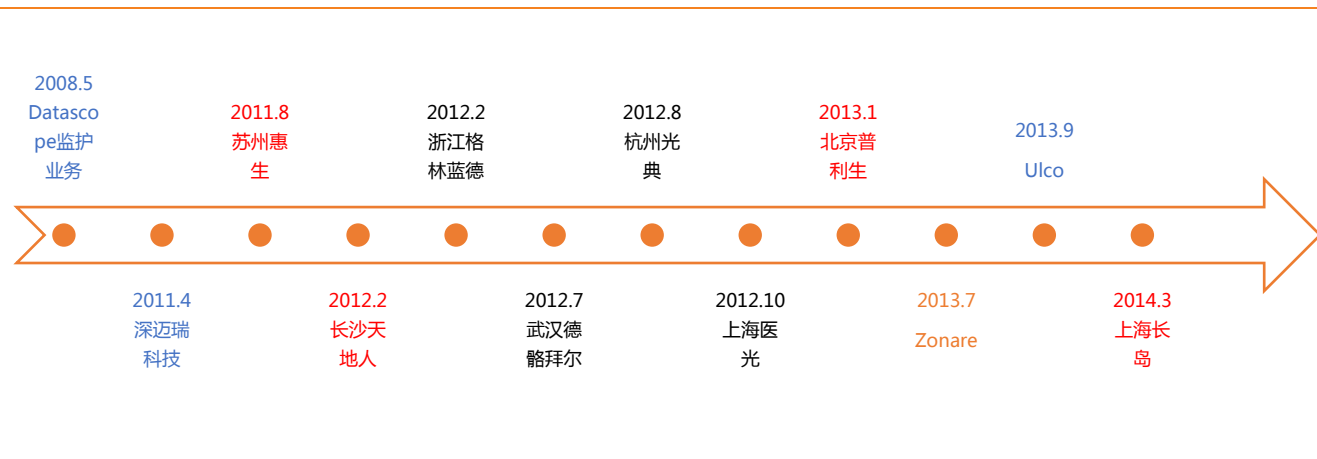 2008.5
Datasco
pe监护
业务
2011.8
苏州惠
生
2012.2
浙江格
林蓝德
2012.8
杭州光
典
2013.1
北京普
利生
2013.9
Ulco
2011.4
深迈瑞
科技
2012.2
长沙天
地人
2012.7
武汉德
骼拜尔
2012.10
上海医
光
2013.7
Zonare
2014.3
上海长
岛